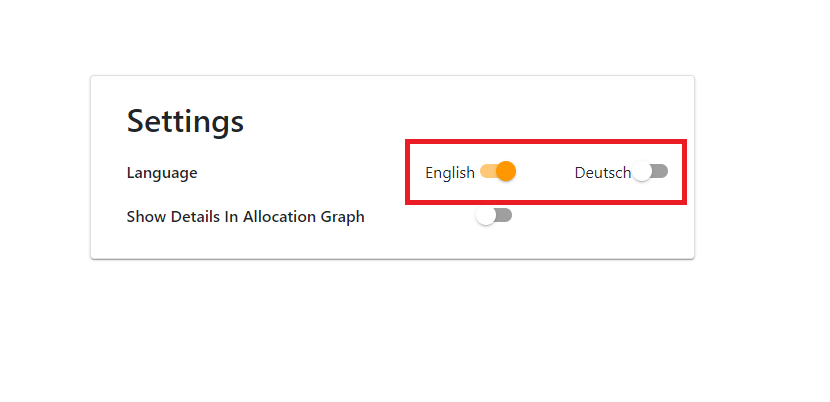 Settings
Language English Deutsch
Show Details In Allocation Graph